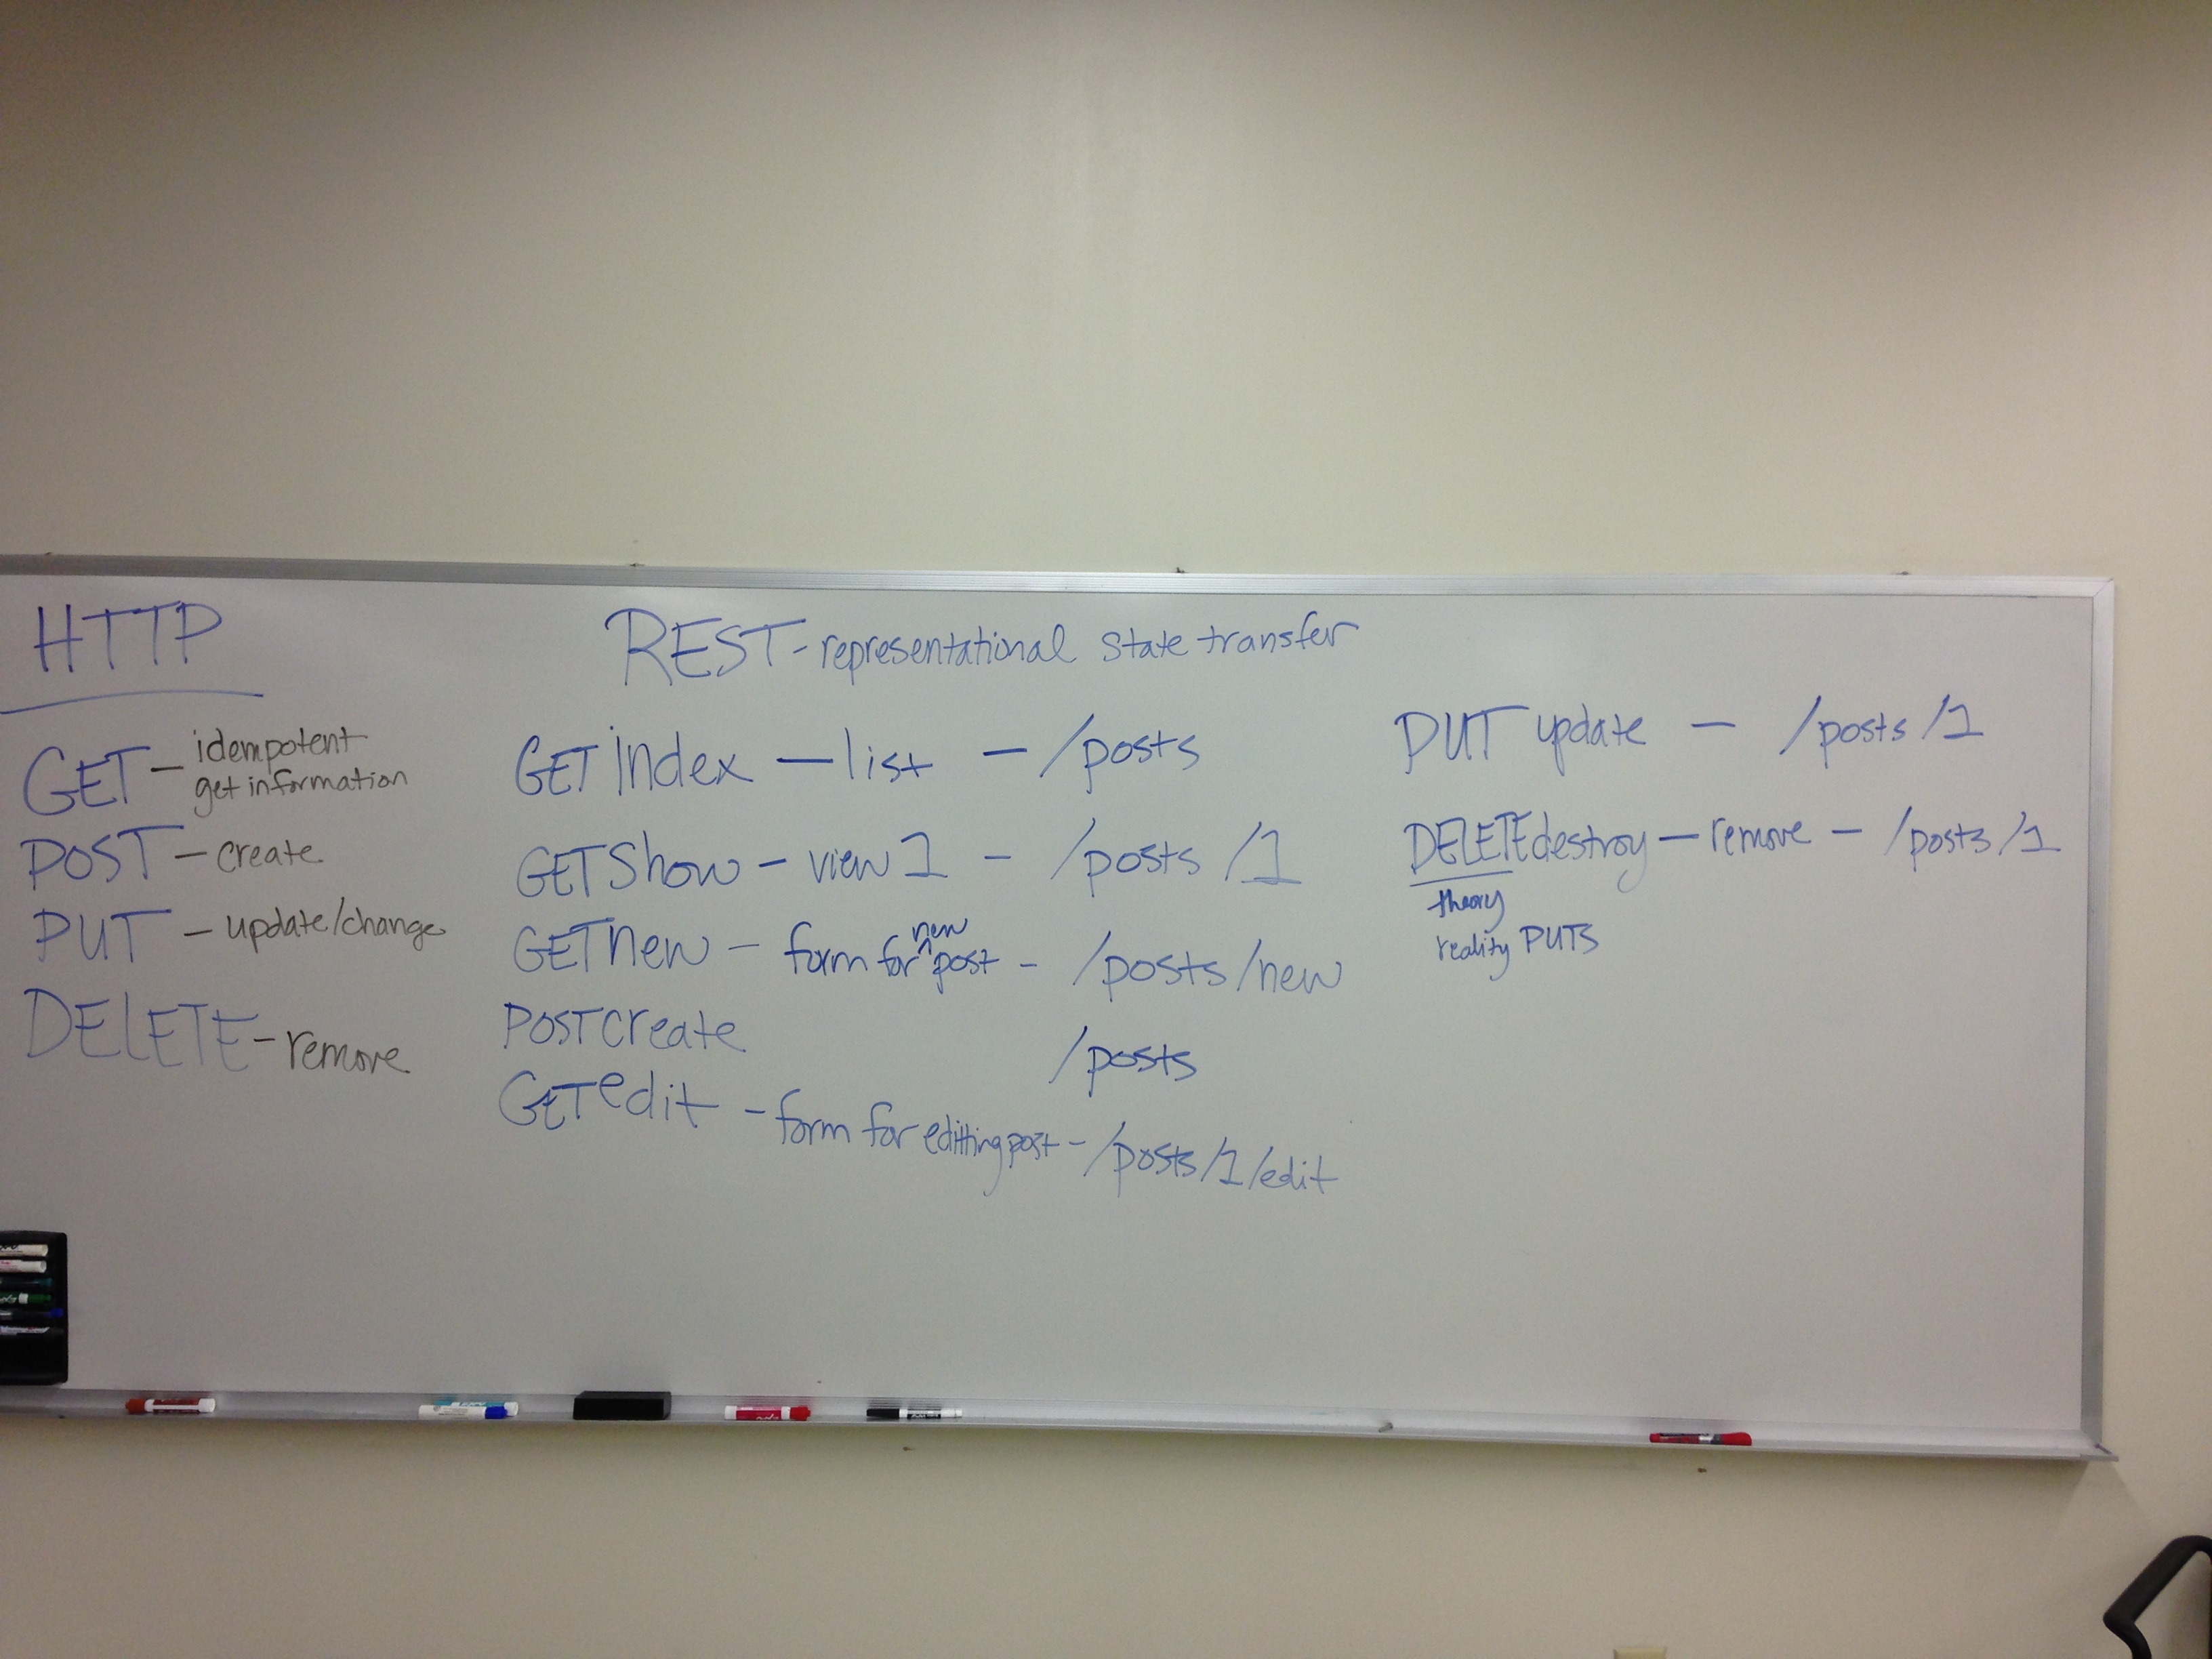 HTTP
GET - idempotent
get information
POST - create
PUT - update/change
DELETE - remove
REST - representational state transfer
GET index - list - /posts
GET Show - view 1 - /posts /1
GET new - form for new post - /posts /new
POST create /posts
GET edit - form for editting post - /posts/1/edit
PUT update - /posts /1
DELETE destroy - remove - /posts /1
theory
reality PUTS